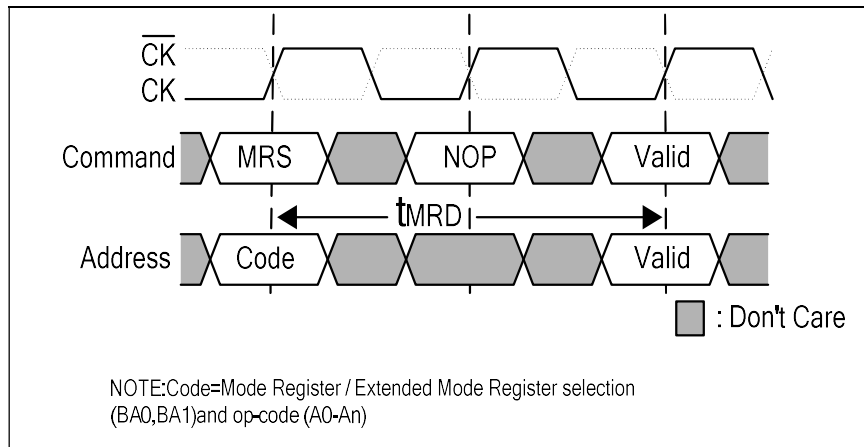 CK
CK
Command MRS NOP Valid
tMRD
Address Code Valid
: Don't Care
NOTE:Code=Mode Register / Extended Mode Register selection
(BA0,BA1)and op-code (A0-An)